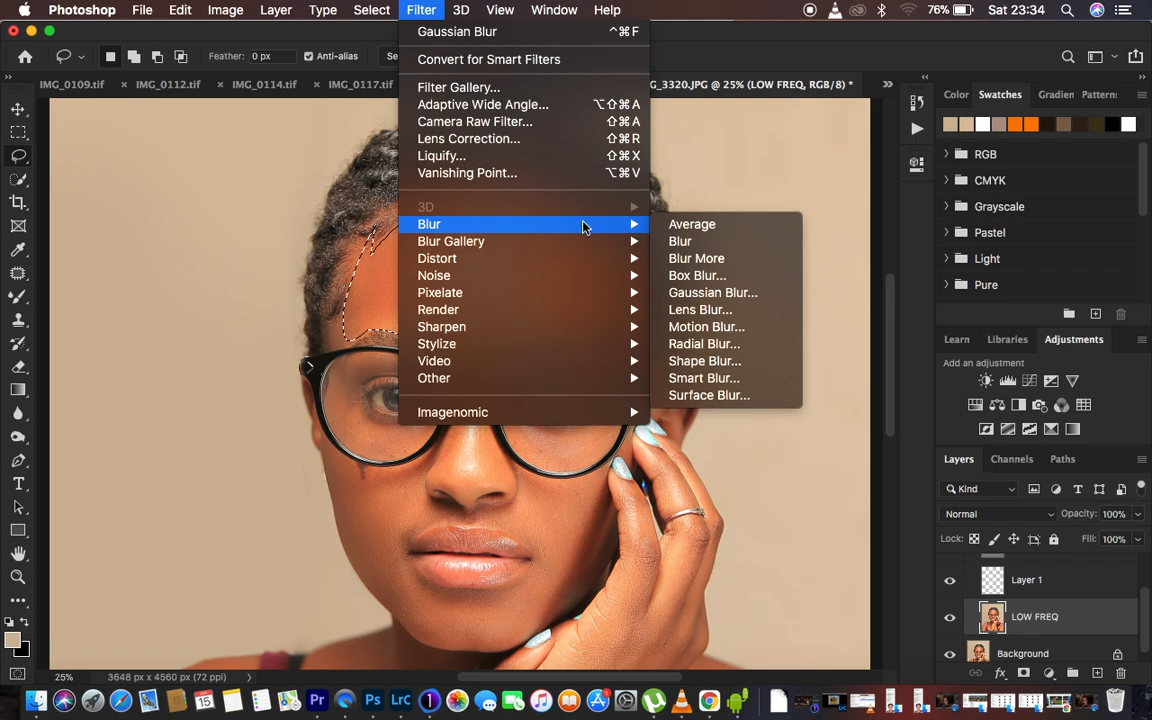 Photoshop File Edit Image Layer Type Select Filter 3D View Window Help 76% Sat 23:34
Feather: 0 px Anti-alias
IMG_0109.tif IMG_0112.tif IMG_0114.tif IMG_0117.tif G_3320.JPG @ 25% (LOW FREQ, RGB/8) *
Gaussian Blur ^⌘F
Convert for Smart Filters
Filter Gallery...
Adaptive Wide Angle... ⌥⇧⌘A
Camera Raw Filter... ⇧⌘A
Lens Correction... ⇧⌘R
Liquify... ⇧⌘X
Vanishing Point... ⌥⌘V
3D
Blur
Blur Gallery
Distort
Noise
Pixelate
Render
Sharpen
Stylize
Video
Other
Imagenomic
Average
Blur
Blur More
Box Blur...
Gaussian Blur...
Lens Blur...
Motion Blur...
Radial Blur...
Shape Blur...
Smart Blur...
Surface Blur...
Color Swatches Gradien Pattern:
RGB
CMYK
Grayscale
Pastel
Light
Pure
Learn Libraries Adjustments
Add an adjustment
Layers Channels Paths
Kind
Normal Opacity: 100%
Lock: Fill: 100%
Layer 1
LOW FREQ
Background
25% 3648 px x 4560 px (72 ppi)
15 Pr Ps LrC